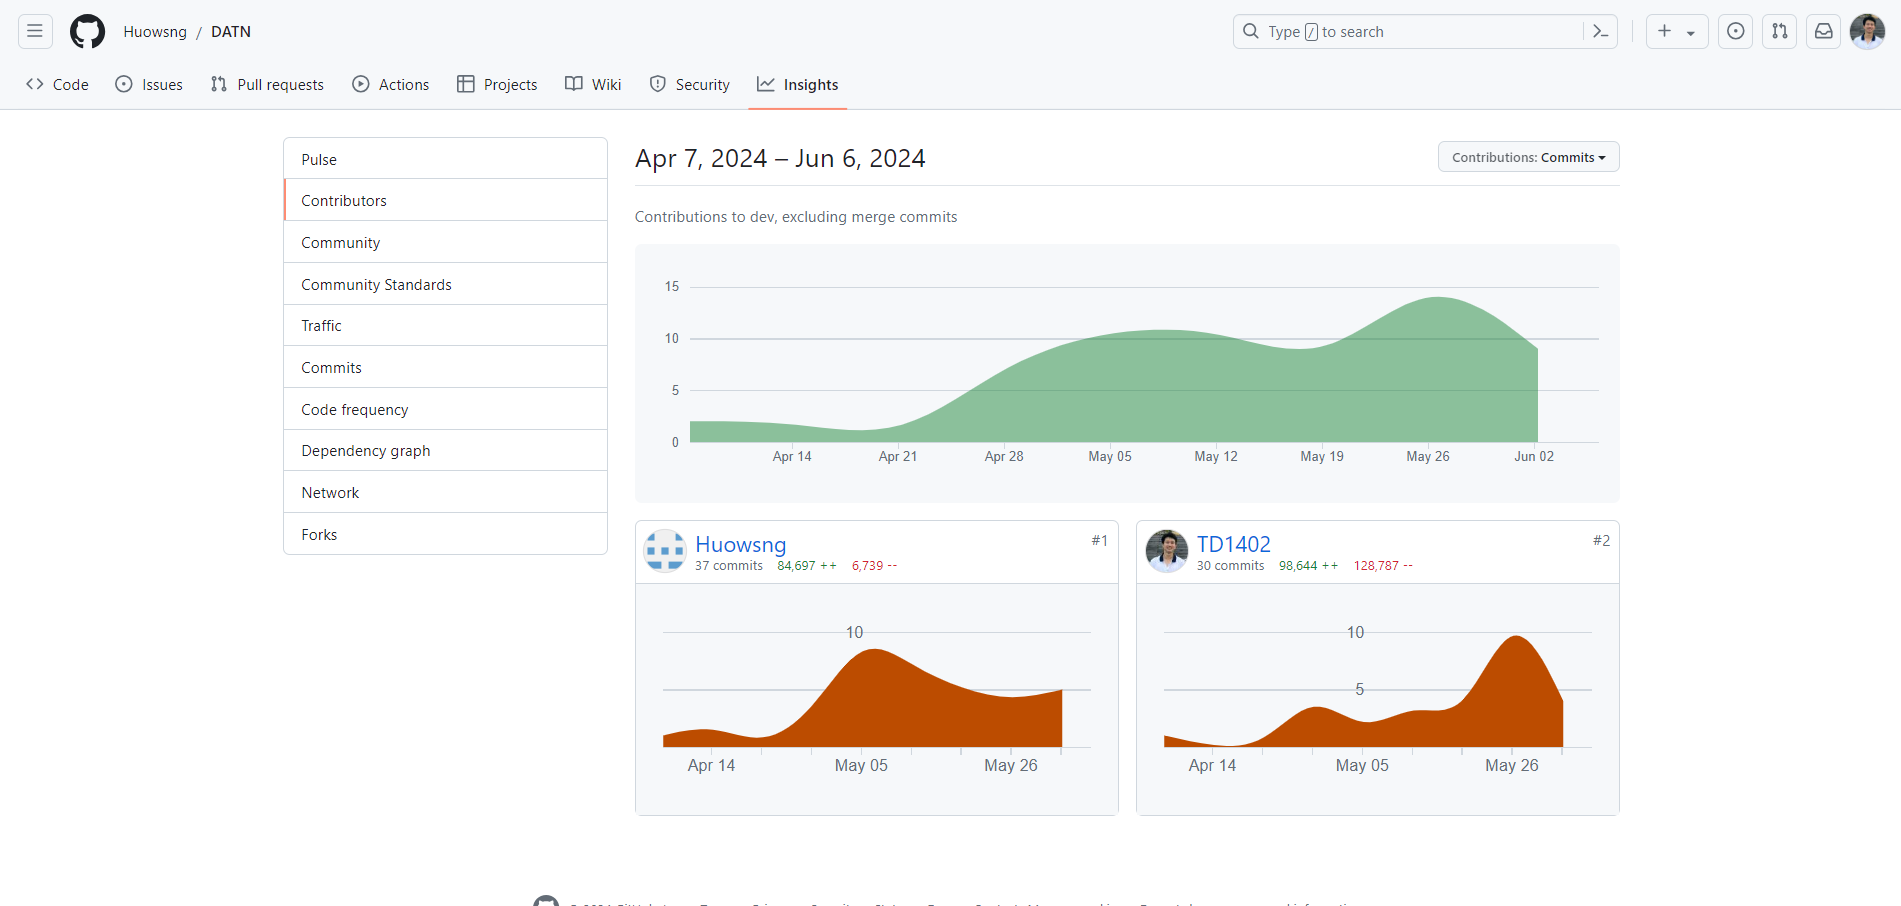 Huowsng / DATN
Type / to search
Code
Issues
Pull requests
Actions
Projects
Wiki
Security
Insights
Pulse
Contributors
Community
Community Standards
Traffic
Commits
Code frequency
Dependency graph
Network
Forks
Apr 7, 2024 – Jun 6, 2024
Contributions: Commits
Contributions to dev, excluding merge commits
15
10
5
0
Apr 14 Apr 21 Apr 28 May 05 May 12 May 19 May 26 Jun 02
Huowsng
#1
37 commits 84,697 ++ 6,739 --
10
Apr 14 May 05 May 26
TD1402
#2
30 commits 98,644 ++ 128,787 --
10
5
Apr 14 May 05 May 26